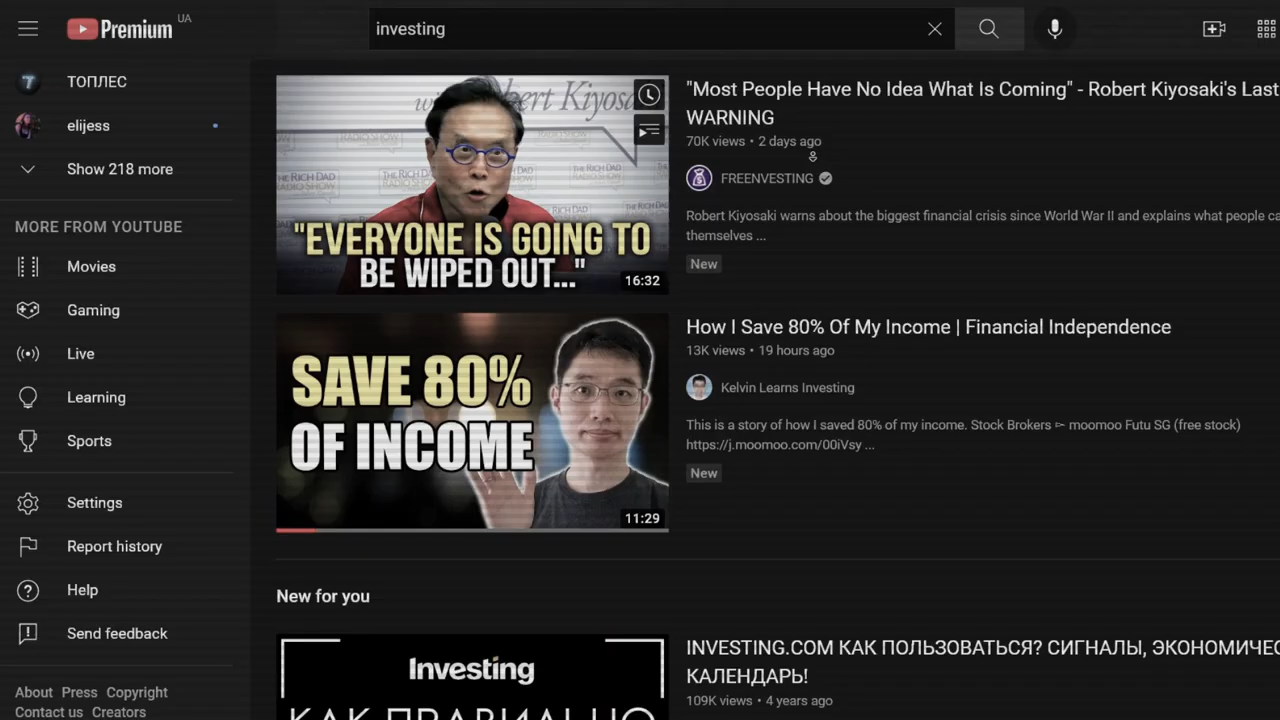 Premium UA
investing
ТОПЛЕС
elijess
Show 218 more
MORE FROM YOUTUBE
Movies
Gaming
Live
Learning
Sports
Settings
Report history
Help
Send feedback
About Press Copyright
Contact us Creators
THE RICH DAD
RADIO SHOW
"EVERYONE IS GOING TO
BE WIPED OUT..."
16:32
"Most People Have No Idea What Is Coming" - Robert Kiyosaki's Last
WARNING
70K views • 2 days ago
FREENVESTING
Robert Kiyosaki warns about the biggest financial crisis since World War II and explains what people ca
themselves ...
New
SAVE 80%
OF INCOME
11:29
How I Save 80% Of My Income | Financial Independence
13K views • 19 hours ago
Kelvin Learns Investing
This is a story of how I saved 80% of my income. Stock Brokers ▻ moomoo Futu SG (free stock)
https://j.moomoo.com/00iVsy ...
New
New for you
Investing
КАК ПРАВИЛЬНО
INVESTING.COM КАК ПОЛЬЗОВАТЬСЯ? СИГНАЛЫ, ЭКОНОМИЧЕС
КАЛЕНДАРЬ!
109K views • 4 years ago